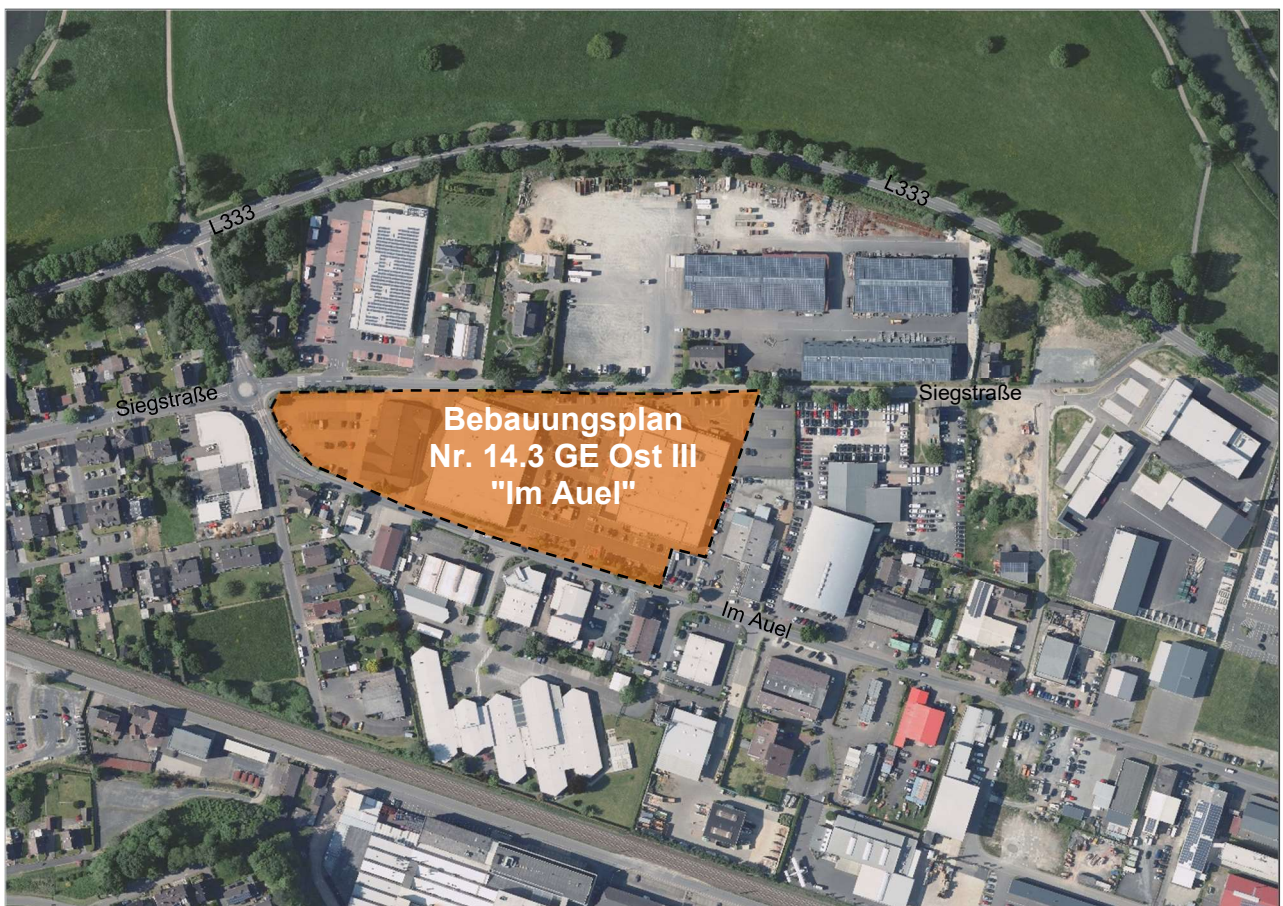 L333
L333
Siegstraße
Siegstraße
Bebauungsplan
Nr. 14.3 GE Ost III
"Im Auel"
Im Auel